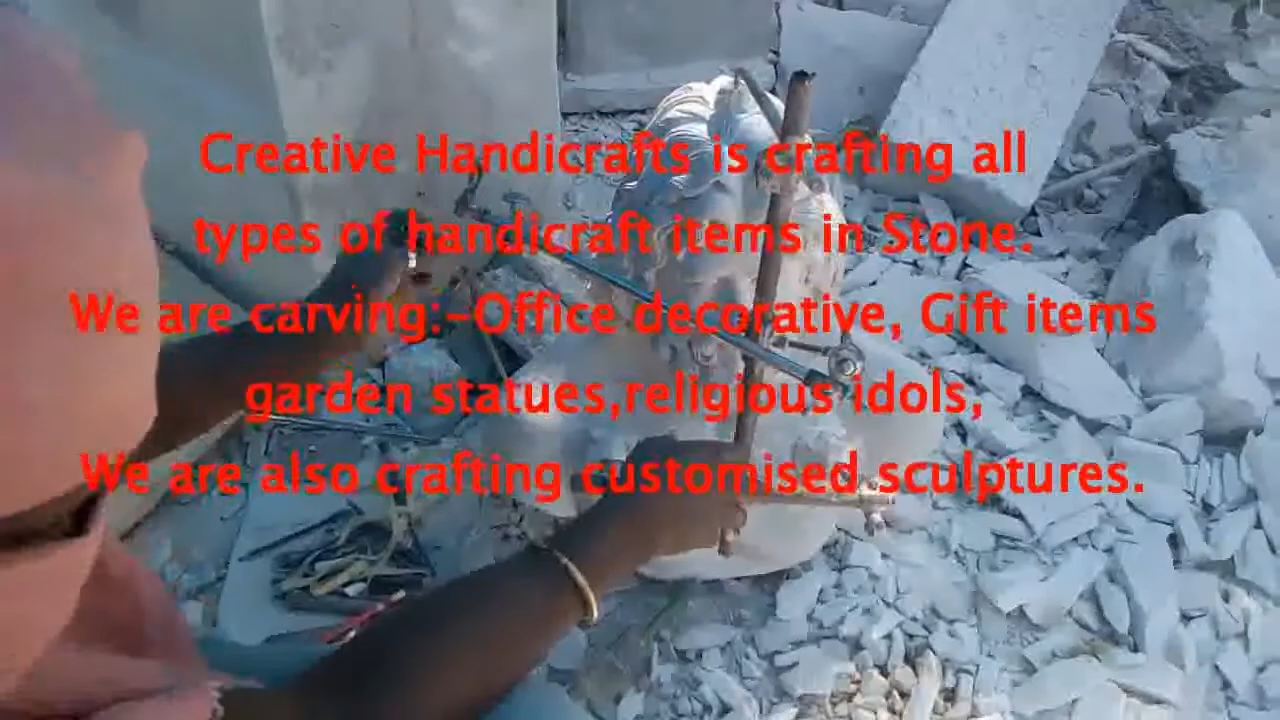 Creative Handicrafts is crafting all
types of handicraft items in Stone.
We are carving:-Office decorative, Gift items
garden statues,religious idols,
We are also crafting customised sculptures.